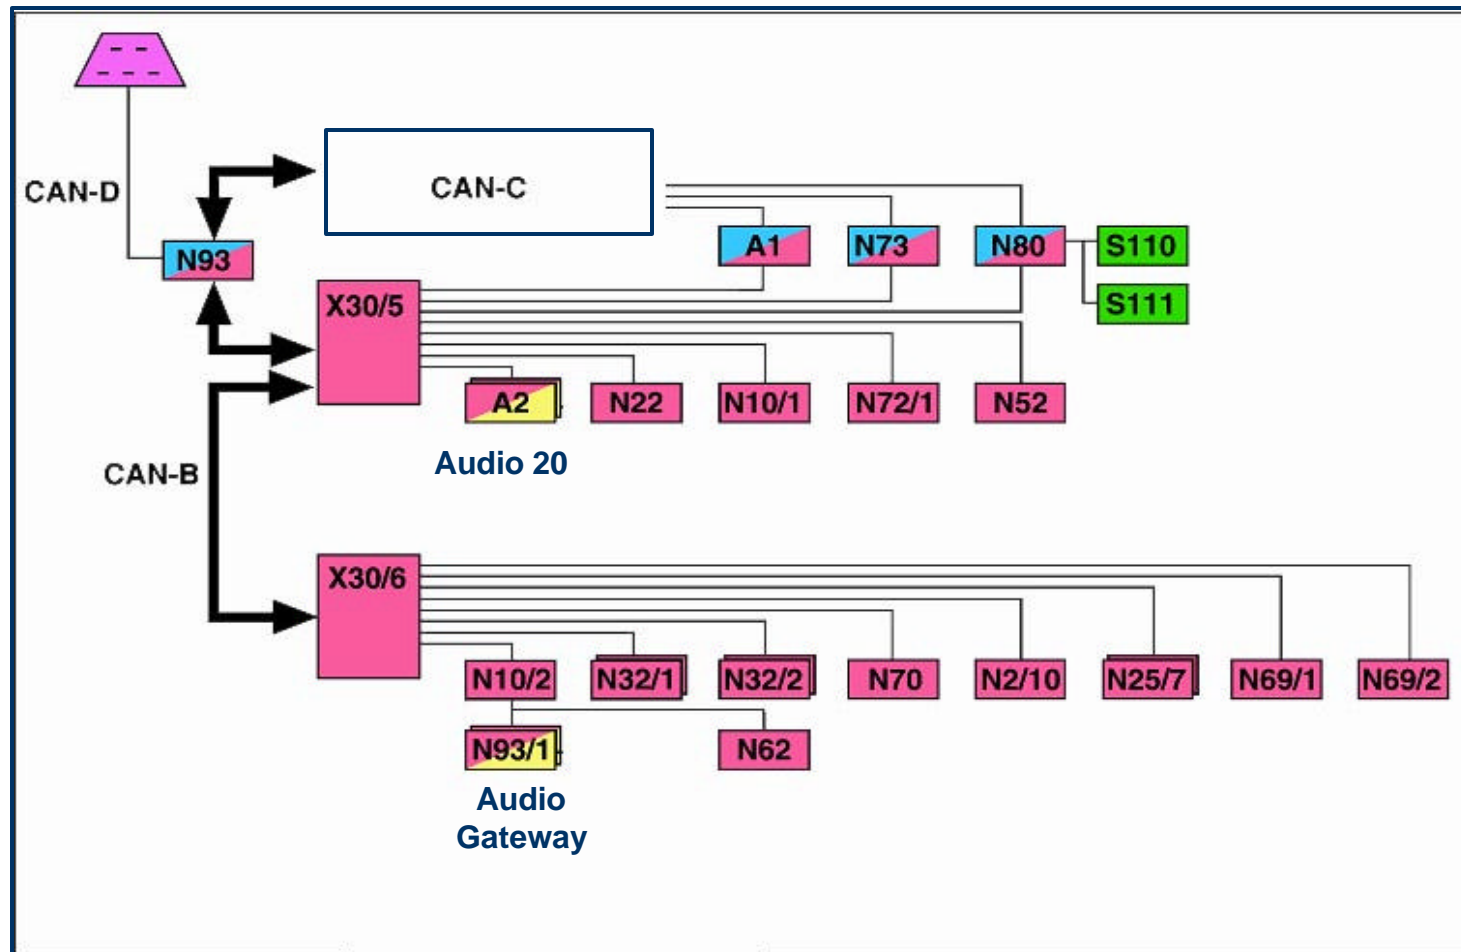 CAN-D
CAN-C
N93
A1
N73
N80
S110
S111
X30/5
A2
N22
N10/1
N72/1
N52
Audio 20
CAN-B
X30/6
N10/2
N32/1
N32/2
N70
N2/10
N25/7
N69/1
N69/2
N93/1
N62
Audio
Gateway